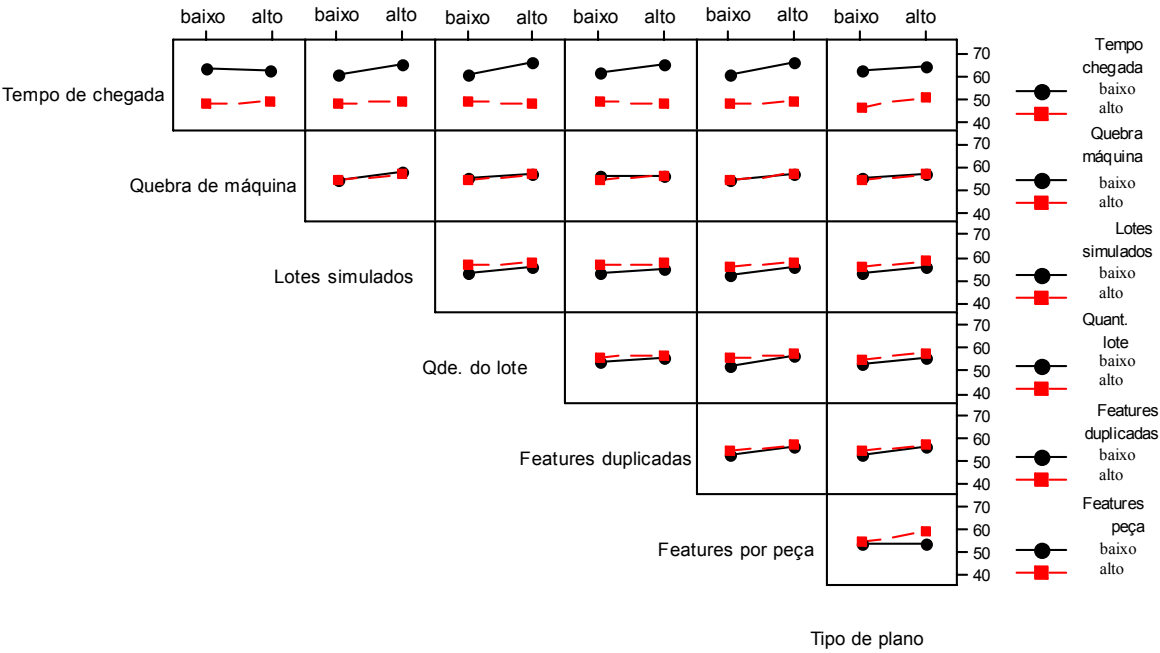 baixo alto baixo alto baixo alto baixo alto baixo alto baixo alto
Tempo de chegada
70
60
50
40
Tempo
chegada
baixo
alto
Quebra de máquina
70
60
50
40
Quebra
máquina
baixo
alto
Lotes simulados
70
60
50
40
Lotes
simulados
baixo
alto
Qde. do lote
70
60
50
40
Quant.
lote
baixo
alto
Features duplicadas
70
60
50
40
Features
duplicadas
baixo
alto
Features por peça
70
60
50
40
Features
peça
baixo
alto
Tipo de plano